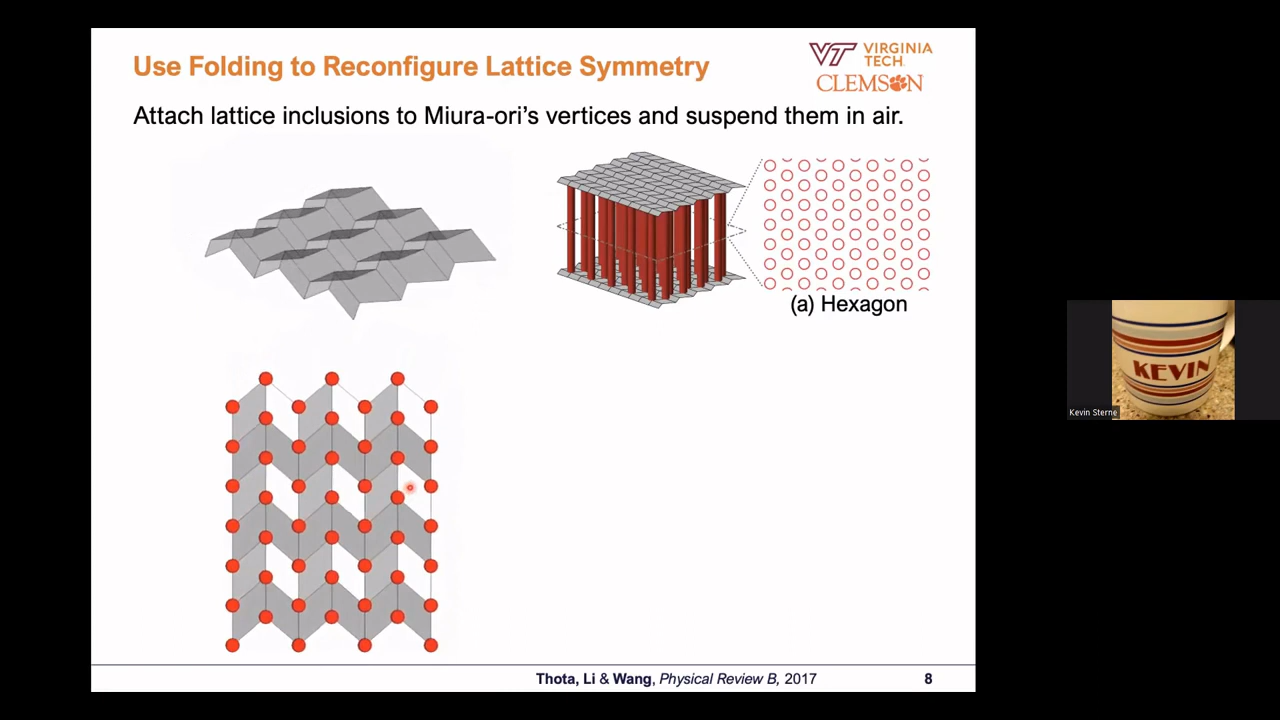 Use Folding to Reconfigure Lattice Symmetry
VT VIRGINIA
TECH
CLEMSON
Attach lattice inclusions to Miura-ori’s vertices and suspend them in air.
(a) Hexagon
KEVIN
Kevin Sterne
Thota, Li & Wang, Physical Review B, 2017
8